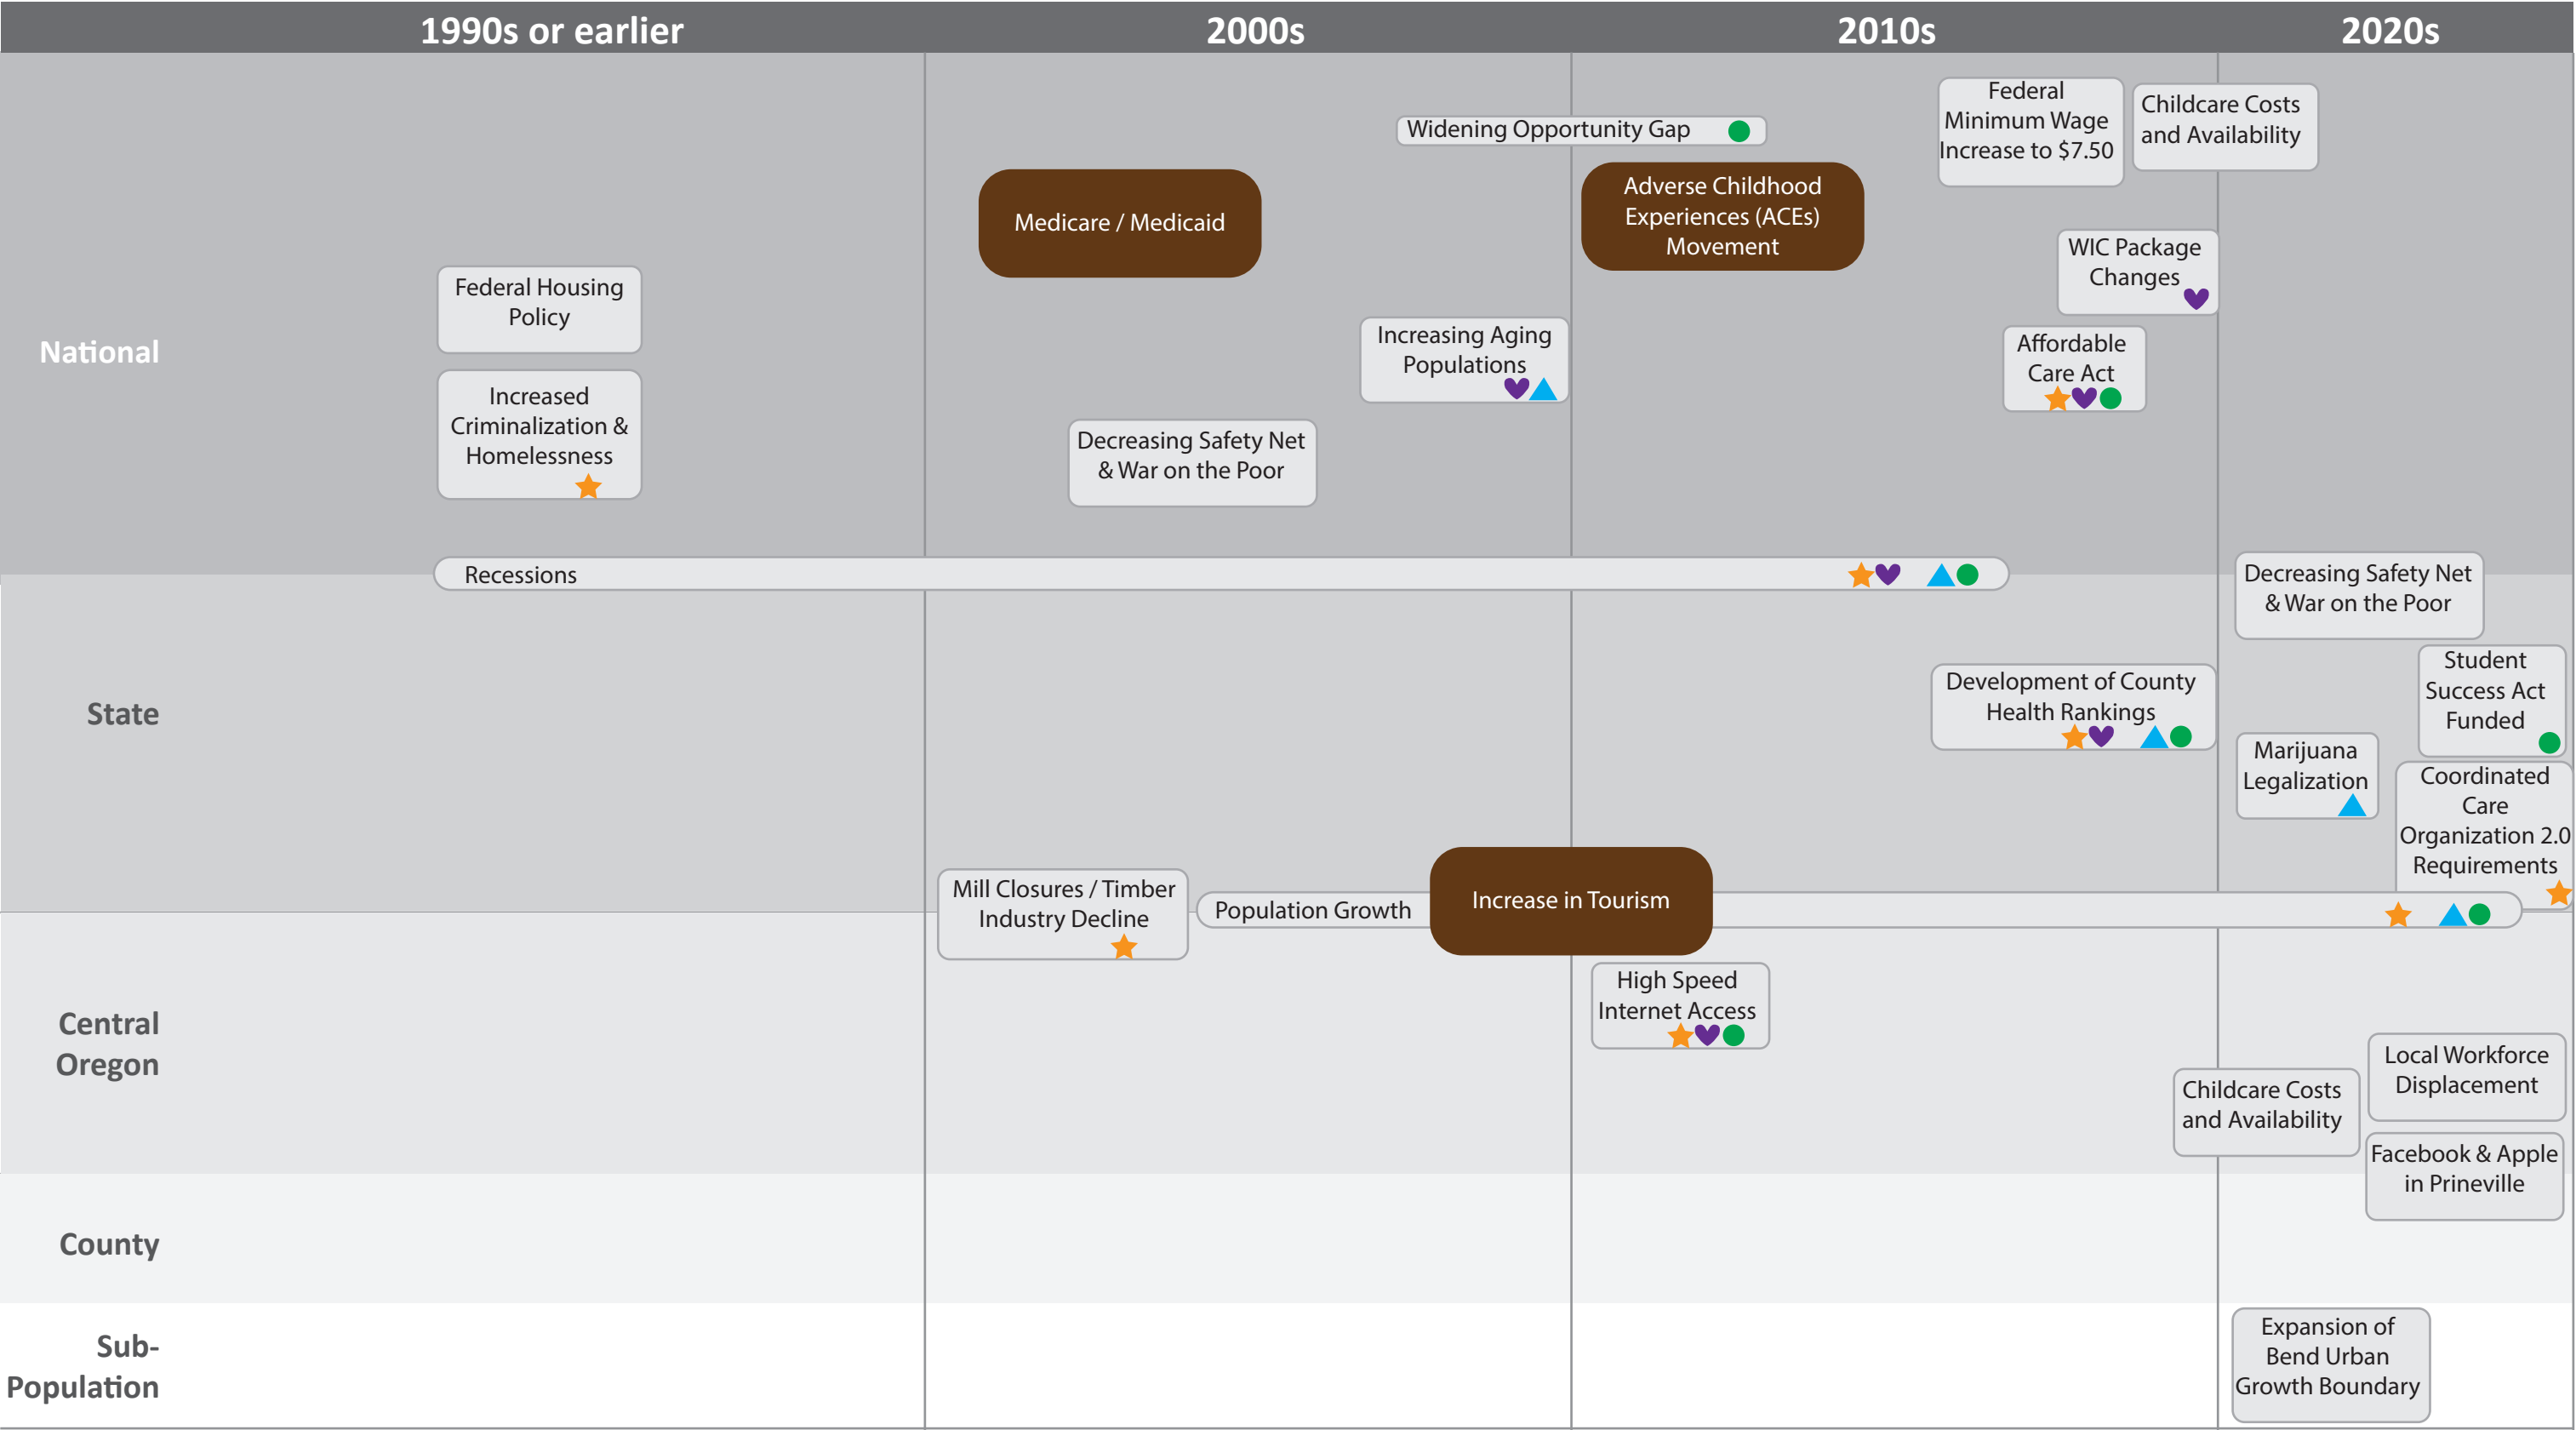 1990s or earlier
2000s
2010s
2020s
National
Federal Housing
Policy
Increased
Criminalization &
Homelessness
Medicare / Medicaid
Decreasing Safety Net
& War on the Poor
Increasing Aging
Populations
Widening Opportunity Gap
Adverse Childhood
Experiences (ACEs)
Movement
Federal
Minimum Wage
Increase to $7.50
Childcare Costs
and Availability
WIC Package
Changes
Affordable
Care Act
Recessions
Decreasing Safety Net
& War on the Poor
State
Development of County
Health Rankings
Student
Success Act
Funded
Marijuana
Legalization
Coordinated
Care
Organization 2.0
Requirements
Mill Closures / Timber
Industry Decline
Population Growth
Increase in Tourism
Central
Oregon
High Speed
Internet Access
Local Workforce
Displacement
Childcare Costs
and Availability
Facebook & Apple
in Prineville
County
Sub-
Population
Expansion of
Bend Urban
Growth Boundary